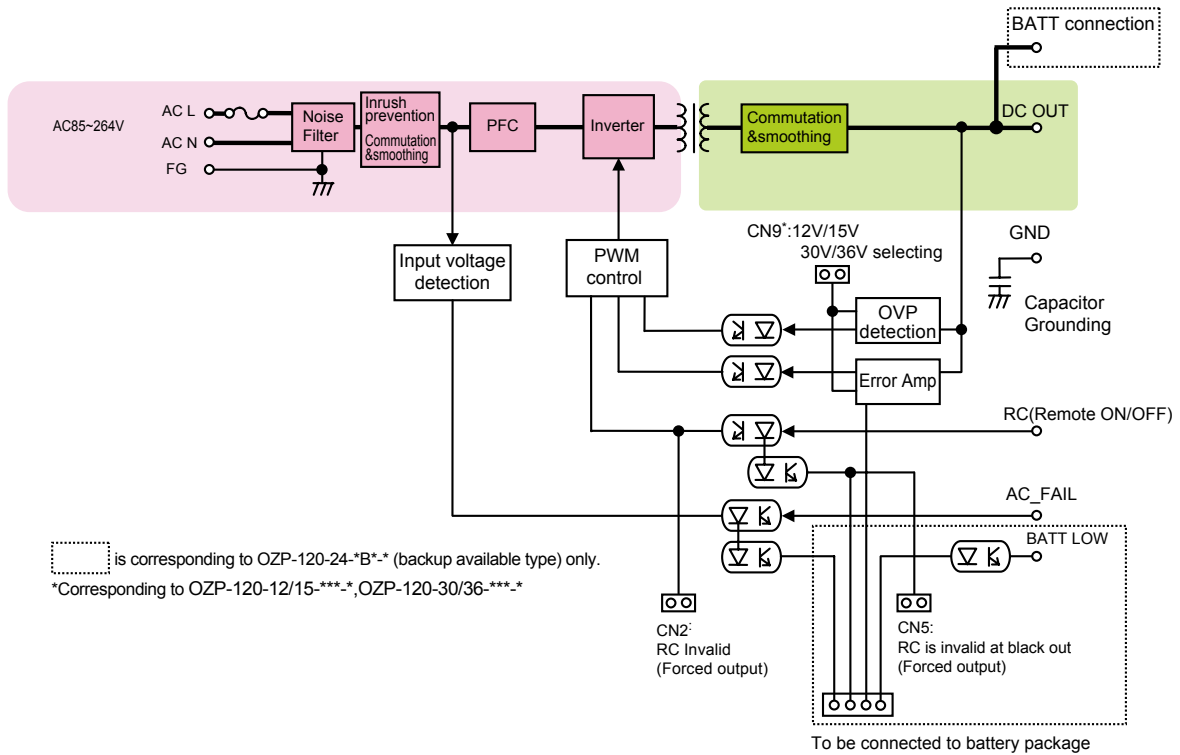 BATT connection
AC85~264V
AC L
AC N
FG
Noise
Filter
Inrush
prevention
Commutation
&smoothing
PFC
Inverter
Commutation
&smoothing
DC OUT
Input voltage
detection
PWM
control
CN9*:12V/15V
30V/36V selecting
OVP
detection
Error Amp
GND
Capacitor
Grounding
RC(Remote ON/OFF)
AC_FAIL
BATT LOW
is corresponding to OZP-120-24-*B*-* (backup available type) only.
*Corresponding to OZP-120-12/15-***-*,OZP-120-30/36-***-*
CN2:
RC Invalid
(Forced output)
CN5:
RC is invalid at black out
(Forced output)
To be connected to battery package